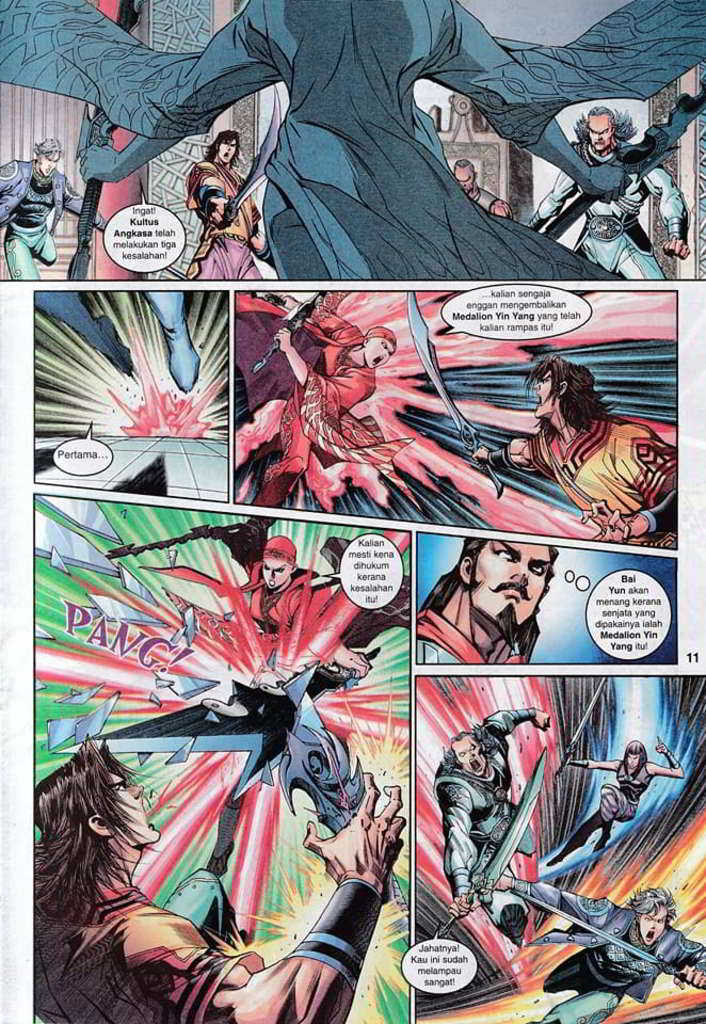 Ingat!
Kultus
Angkasa telah
melakukan tiga
kesalahan!
Pertama...
...kalian sengaja
enggan mengembalikan
Medalion Yin Yang yang telah
kalian rampas itu!
Kalian
mesti kena
dihukum
kerana
kesalahan
itu!
PANG!
Bai
Yun akan
menang kerana
senjata yang
dipakainya ialah
Medalion Yin
Yang itu!
11
Jahatnya!
Kau ini sudah
melampau
sangat!